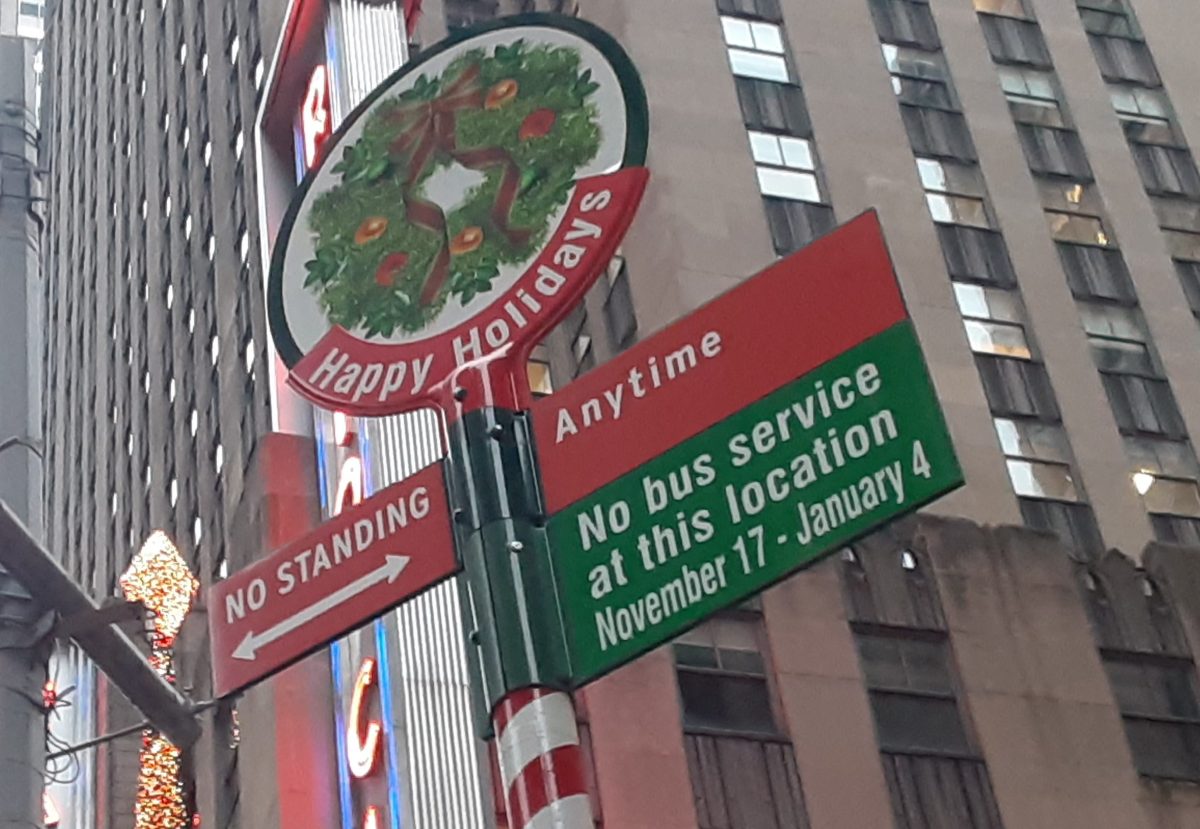 Happy Holidays
NO STANDING
Anytime
No bus service
at this location
November 17 - January 4